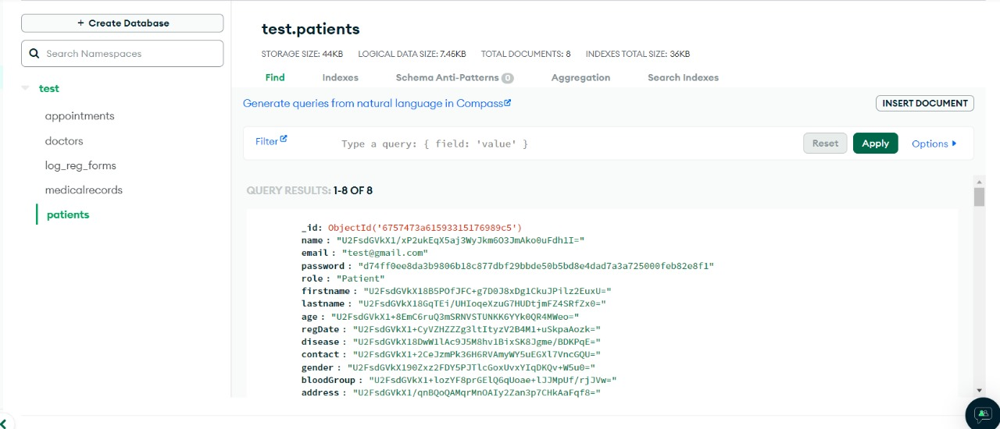 + Create Database
Search Namespaces
test
appointments
doctors
log_reg_forms
medicalrecords
patients
test.patients
STORAGE SIZE: 44KB LOGICAL DATA SIZE: 7.45KB TOTAL DOCUMENTS: 8 INDEXES TOTAL SIZE: 36KB
Find Indexes Schema Anti-Patterns 0 Aggregation Search Indexes
Generate queries from natural language in Compass
INSERT DOCUMENT
Filter Type a query: { field: 'value' } Reset Apply Options
QUERY RESULTS: 1-8 OF 8
_id: ObjectId('6757473a61593315176989c5')
name : "U2FsdGVkX1/xP2ukEqX5aj3WyJkm6O3JmAko0uFdh1I="
email : "test@gmail.com"
password : "d74ff0ee8da3b9806b18c877dbf29bbde50b5bd8e4dad7a3a725000feb82e8f1"
role : "Patient"
firstname : "U2FsdGVkX18B5POfJFC+g7D0J8xDg1CkuJPilz2EuxU="
lastname : "U2FsdGVkX18GqTEi/UHIoqeXzuG7HUDtjmFZ4SRfZx0="
age : "U2FsdGVkX1+8EmC6ruQ3mSRNVSTUNKK6YYk0QR4MWeo="
regDate : "U2FsdGVkX1+CyVZHZZZg3ltItyzV2B4M1+uSkpaAozk="
disease : "U2FsdGVkX18DwW1lAc9J5M8hv1BixSK8Jgme/BDKPqE="
contact : "U2FsdGVkX1+2CeJzmPk36H6RVAmyWY5uEGXl7VncGQU="
gender : "U2FsdGVkX190Zxz2FDY5PJTlcGoxUvxYIqDKQv+W5u0="
bloodGroup : "U2FsdGVkX1+lozYF8prGElQ6qUoae+lJJMpUf/rjJVw="
address : "U2FsdGVkX1/qnBQoQAMqrMnOAIy2Zan3p7CHkAaFqf8="